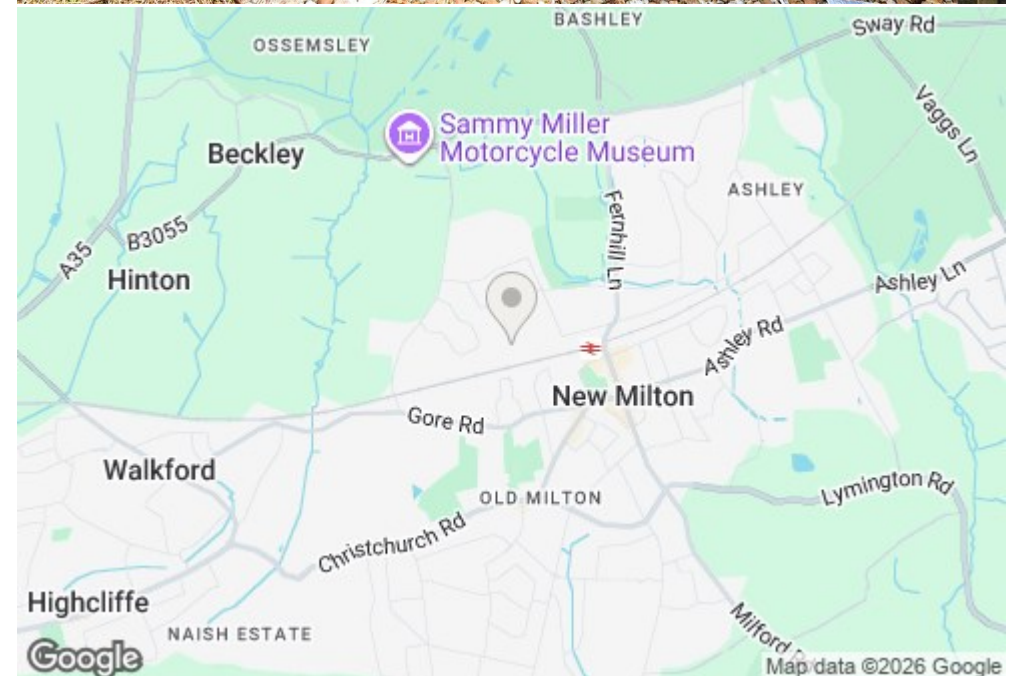 BASHLEY
Sway Rd
OSSEMSLEY
Vaggs Ln
Sammy Miller
Motorcycle Museum
Beckley
ASHLEY
Fernhill Ln
B3055
A35
Hinton
Ashley Ln
Ashley Rd
New Milton
Gore Rd
Walkford
Lymington Rd
OLD MILTON
Christchurch Rd
Highcliffe
NAISH ESTATE
Milford Rd
Google
Map data ©2026 Google